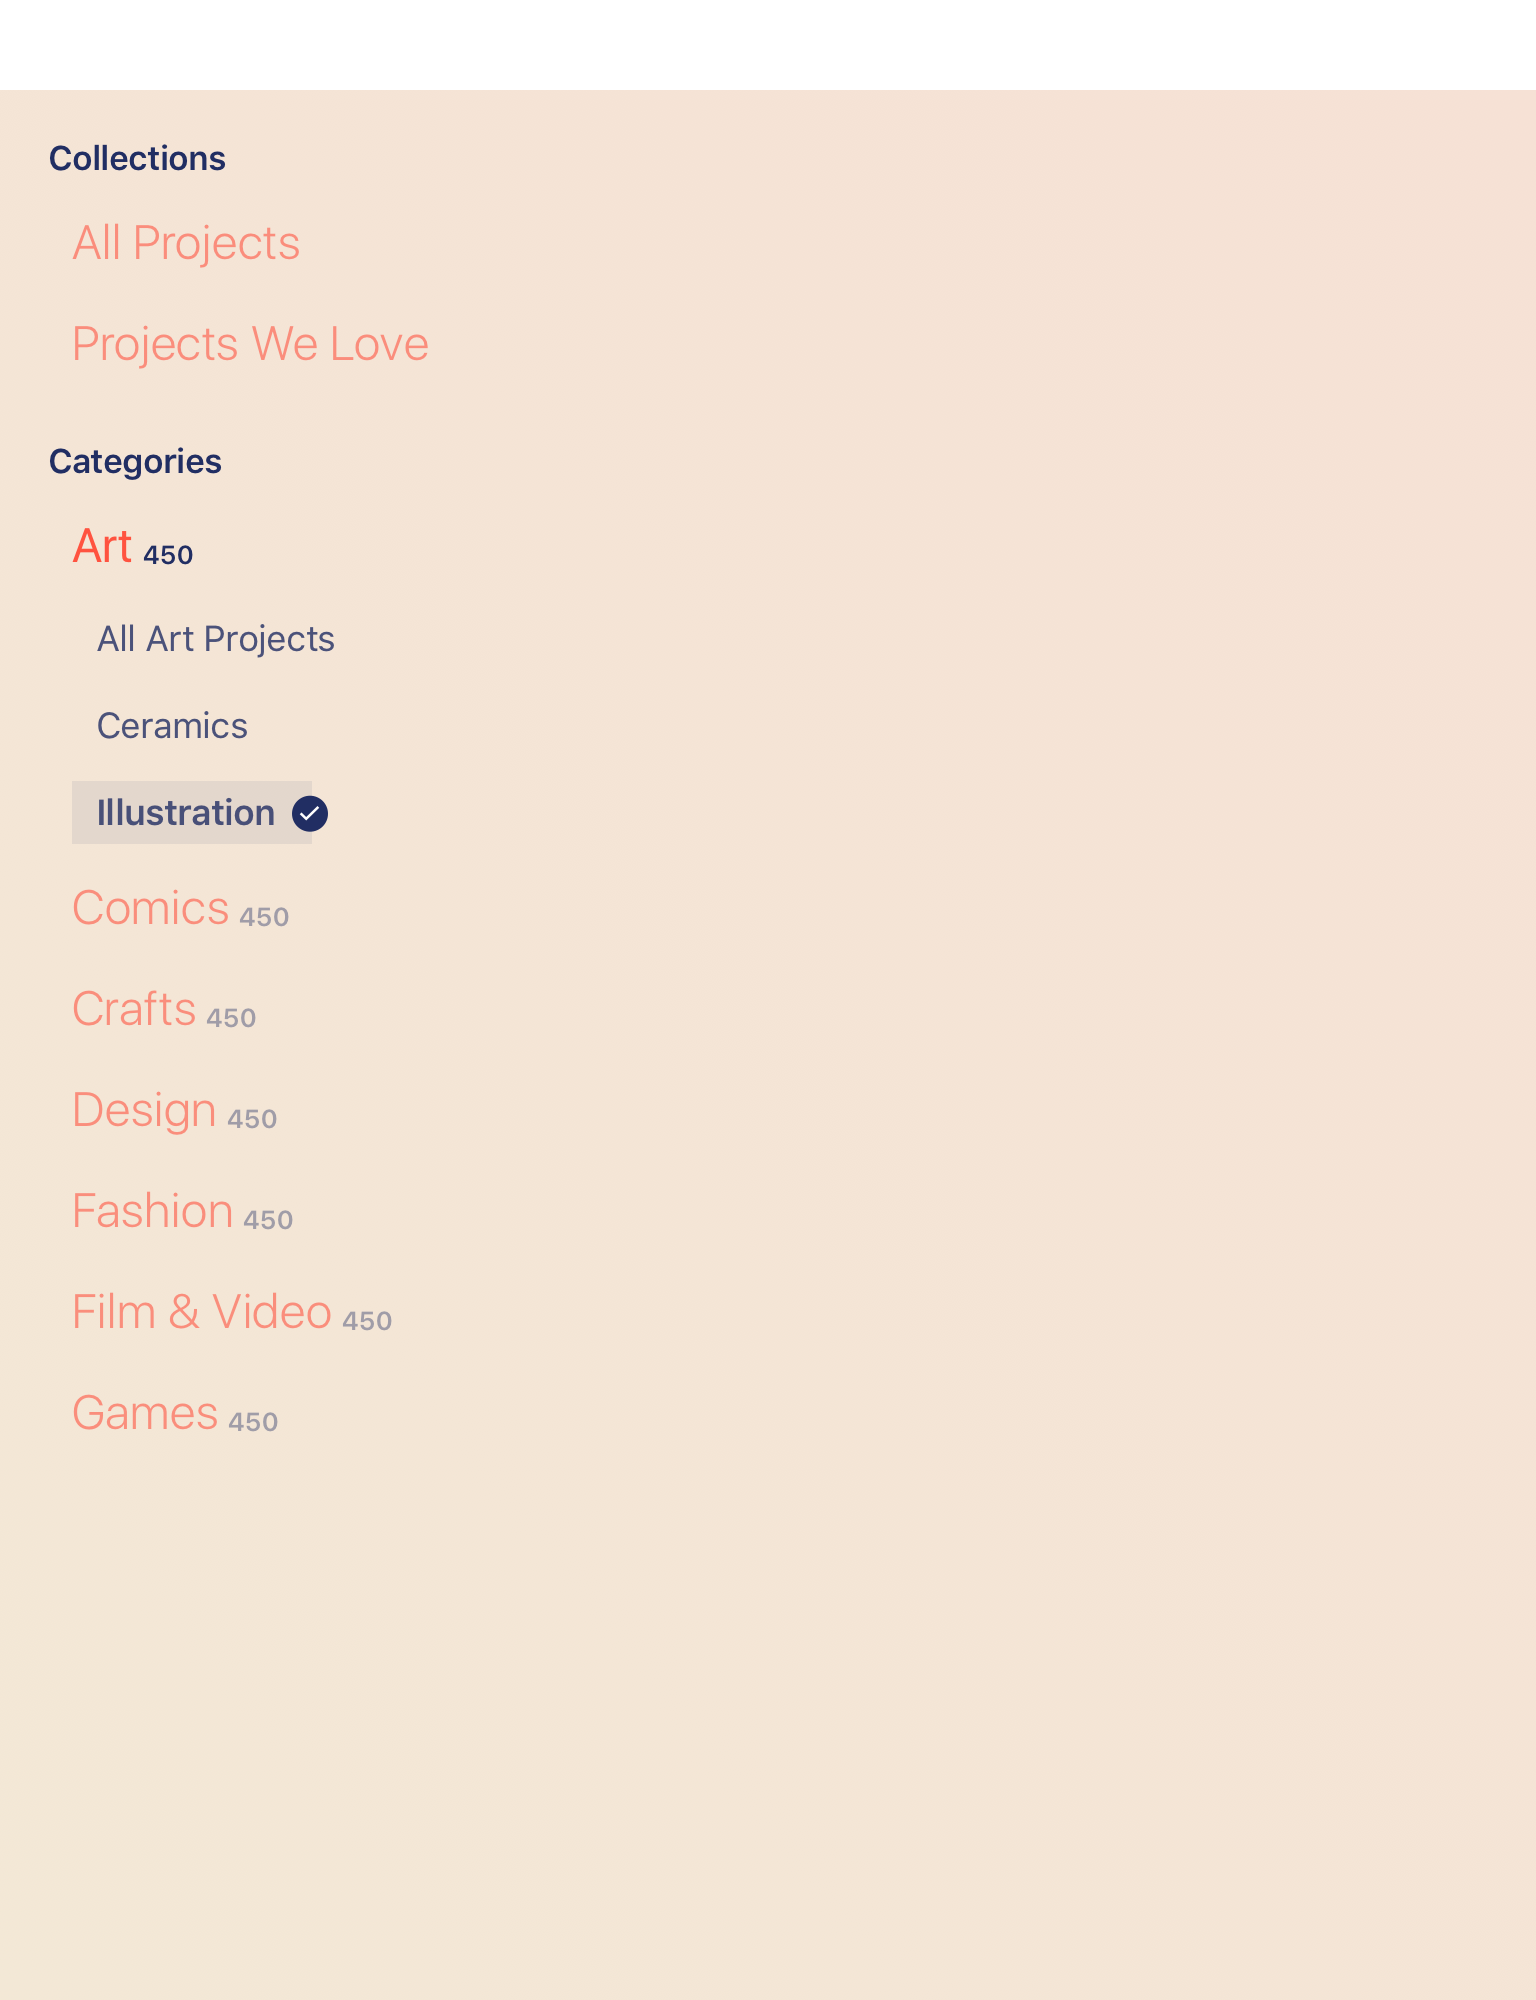 Collections
All Projects
Projects We Love
Categories
Art 450
All Art Projects
Ceramics
Illustration
Comics 450
Crafts 450
Design 450
Fashion 450
Film & Video 450
Games 450